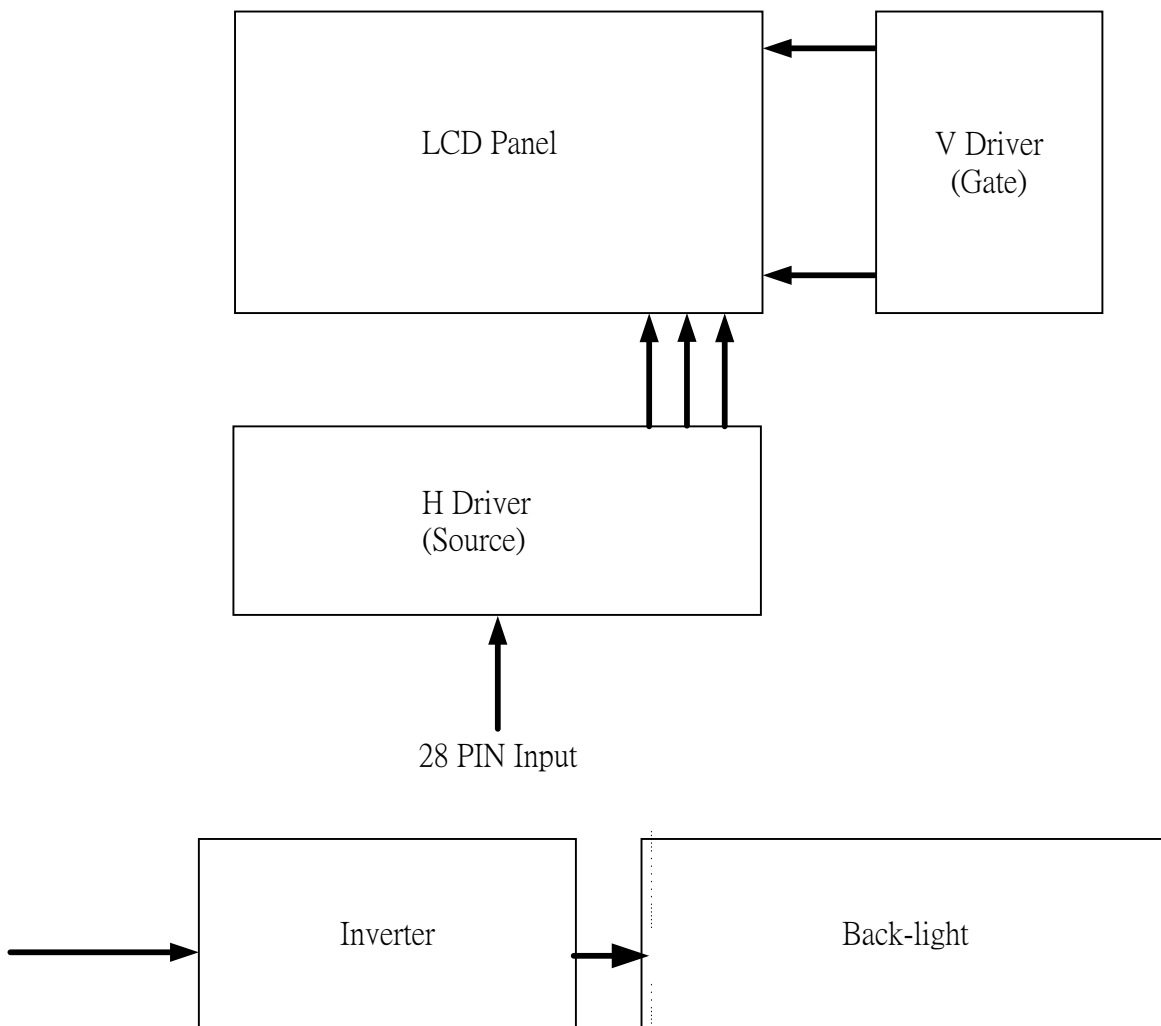 LCD Panel
V Driver
(Gate)
H Driver
(Source)
28 PIN Input
Inverter
Back-light